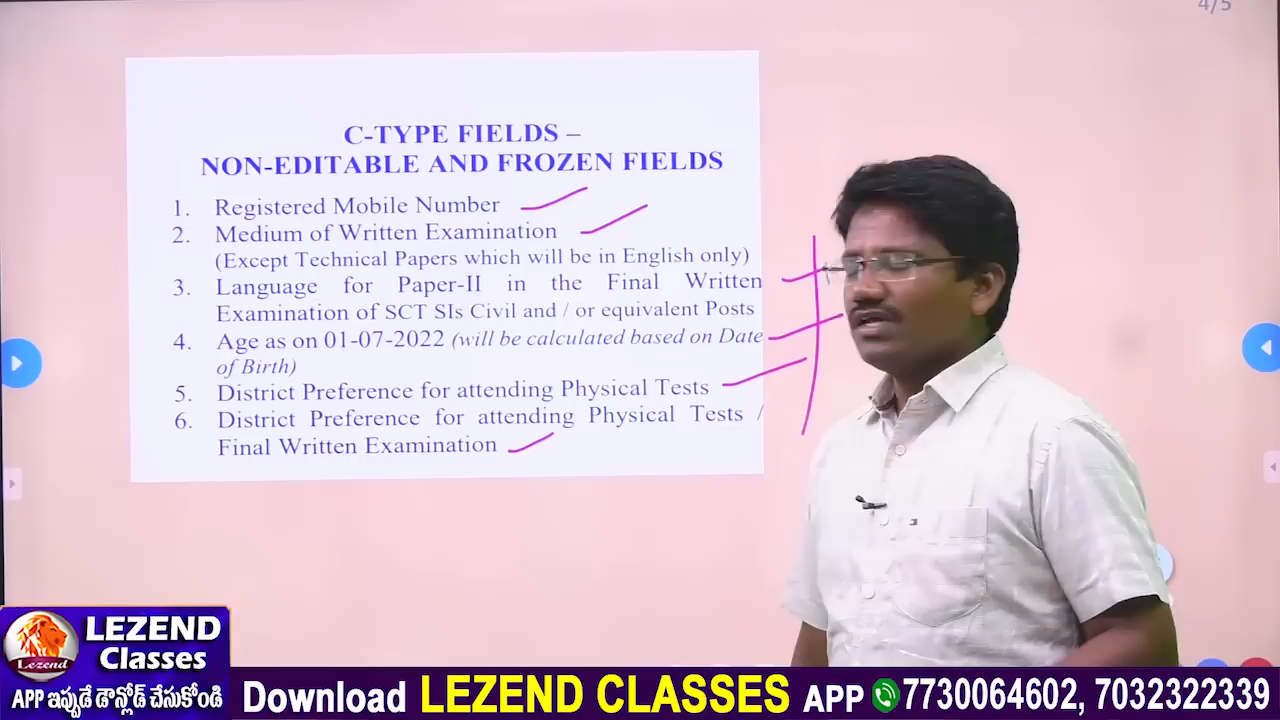 4/5
C-TYPE FIELDS –
NON-EDITABLE AND FROZEN FIELDS
1. Registered Mobile Number
2. Medium of Written Examination
(Except Technical Papers which will be in English only)
3. Language for Paper-II in the Final Written
Examination of SCT SIs Civil and / or equivalent Posts
4. Age as on 01-07-2022 (will be calculated based on Date
of Birth)
5. District Preference for attending Physical Tests
6. District Preference for attending Physical Tests /
Final Written Examination
Lezend
LEZEND
Classes
APP ఇప్పుడే డౌన్లోడ్ చేసుకోండి
Download LEZEND CLASSES APP 7730064602, 7032322339